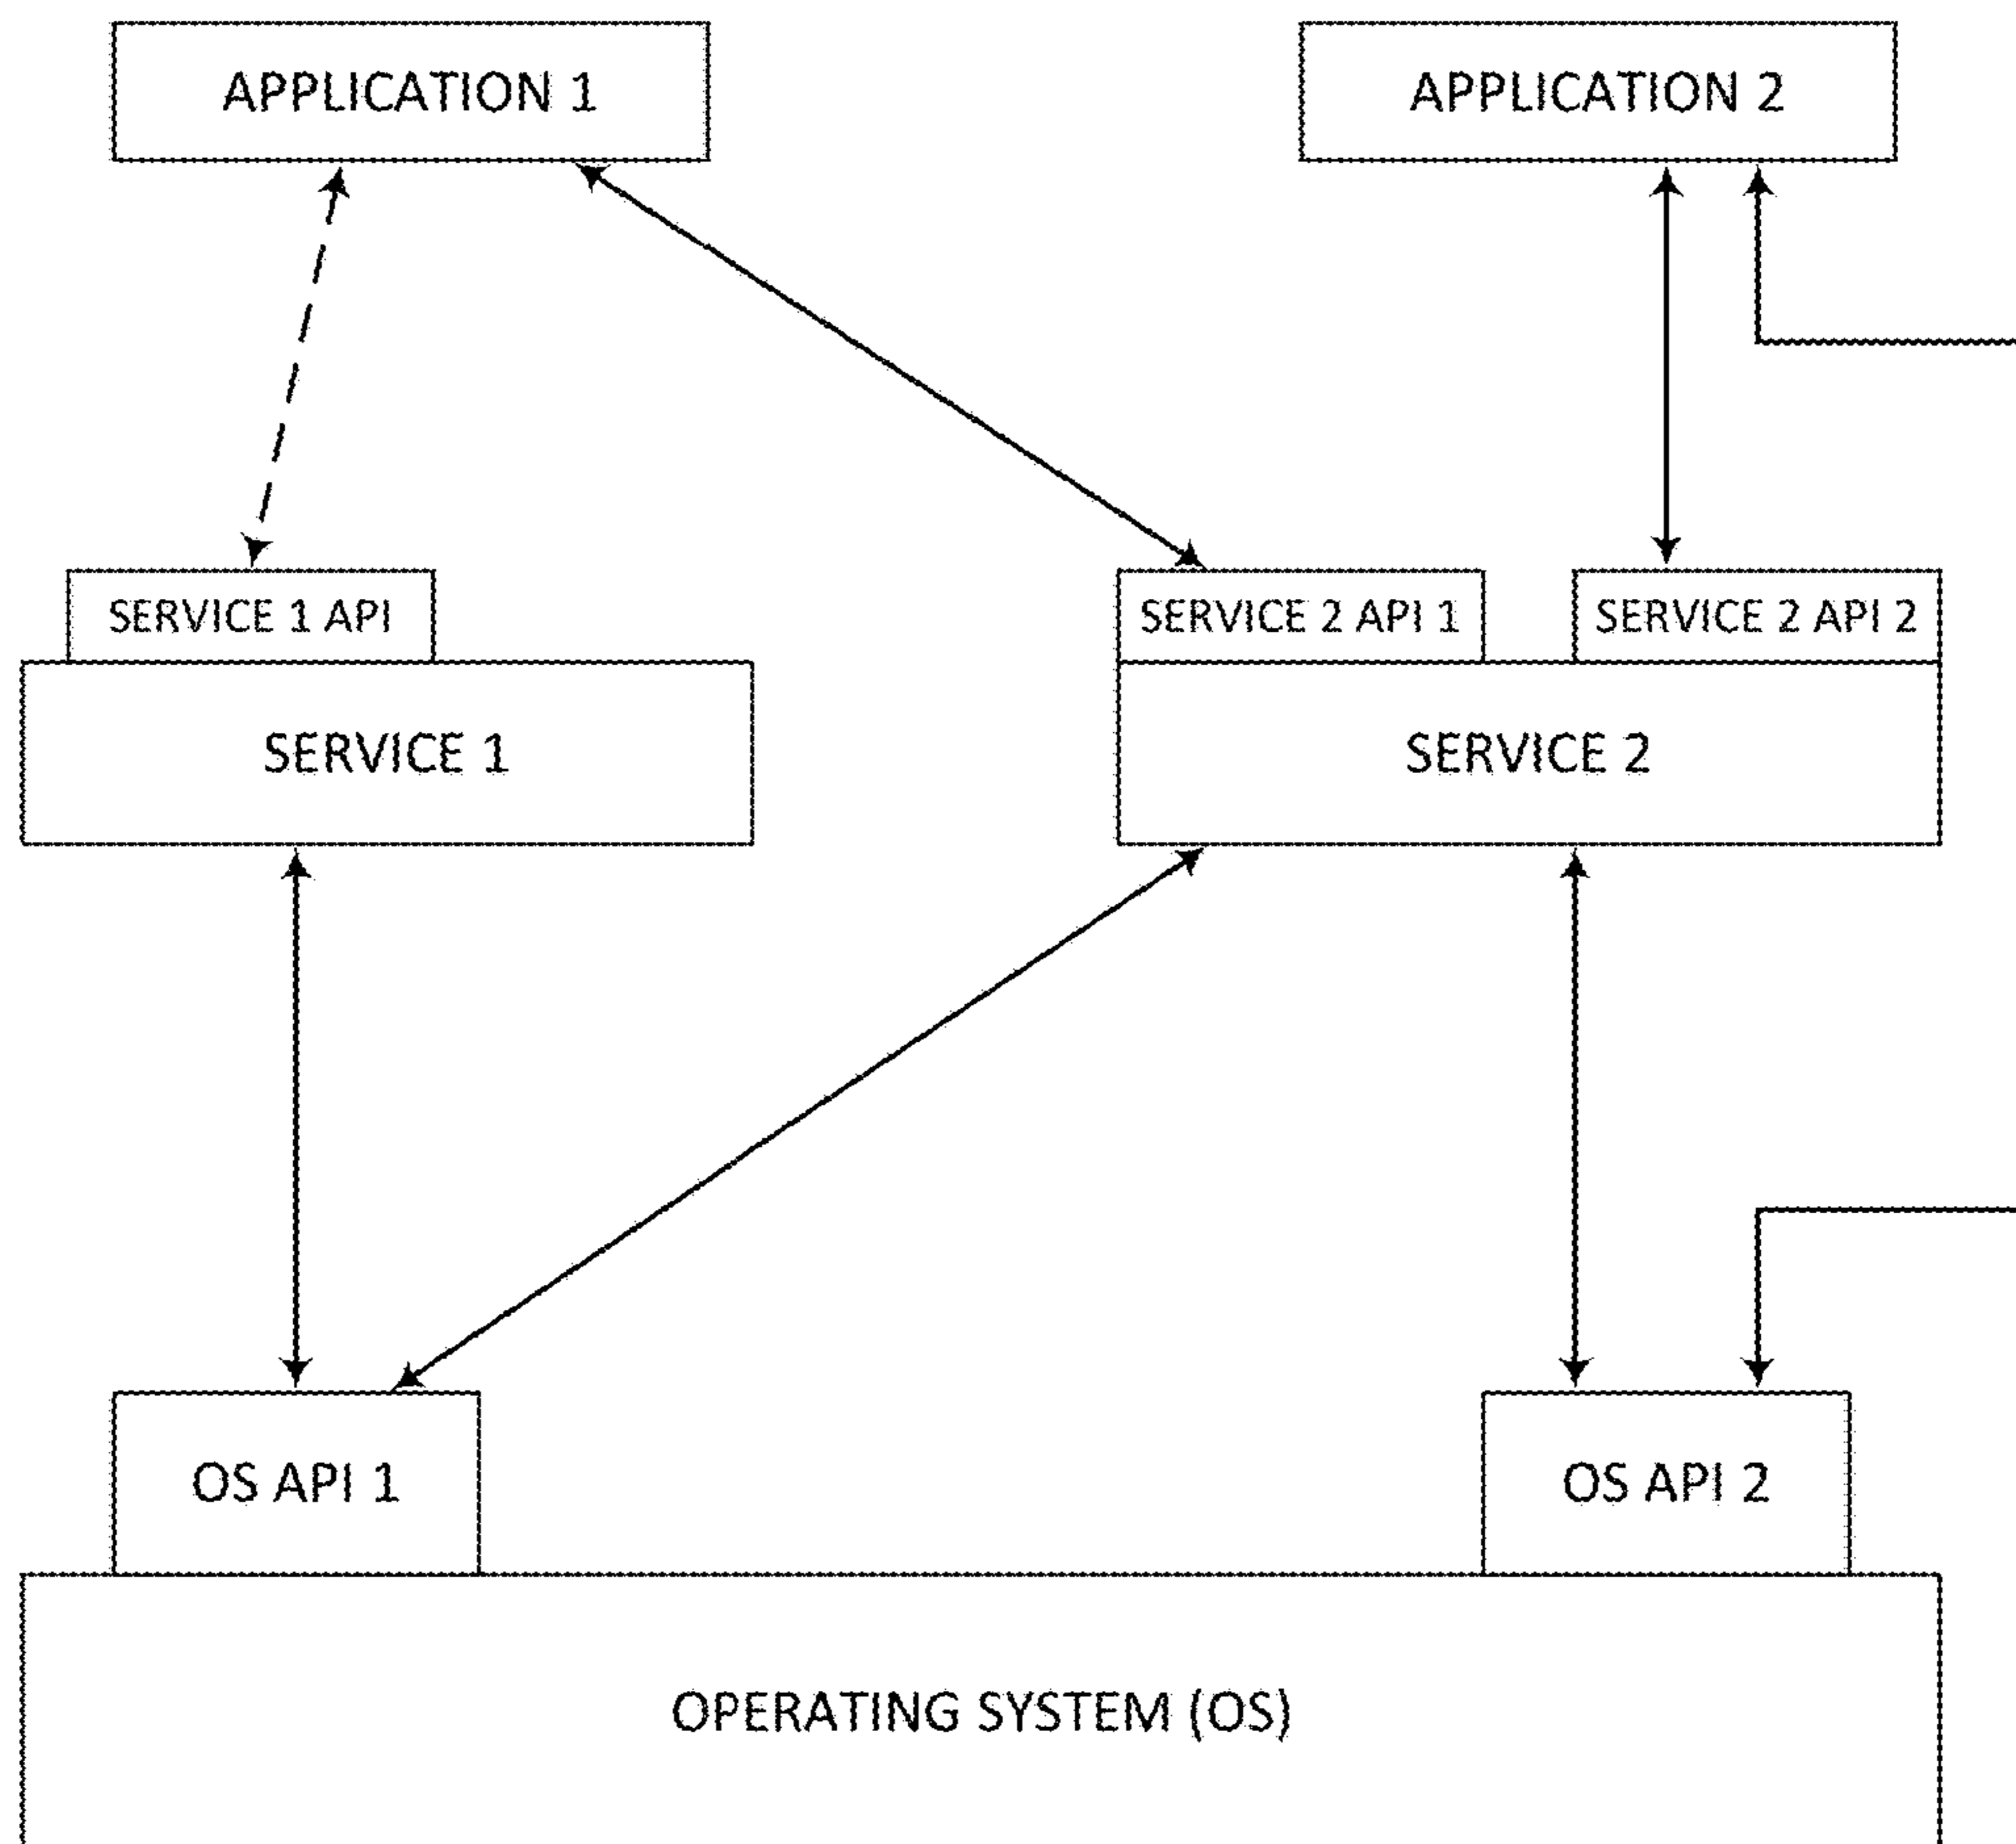 APPLICATION 1
APPLICATION 2
SERVICE 1 API
SERVICE 2 API 1
SERVICE 2 API 2
SERVICE 1
SERVICE 2
OS API 1
OS API 2
OPERATING SYSTEM (OS)